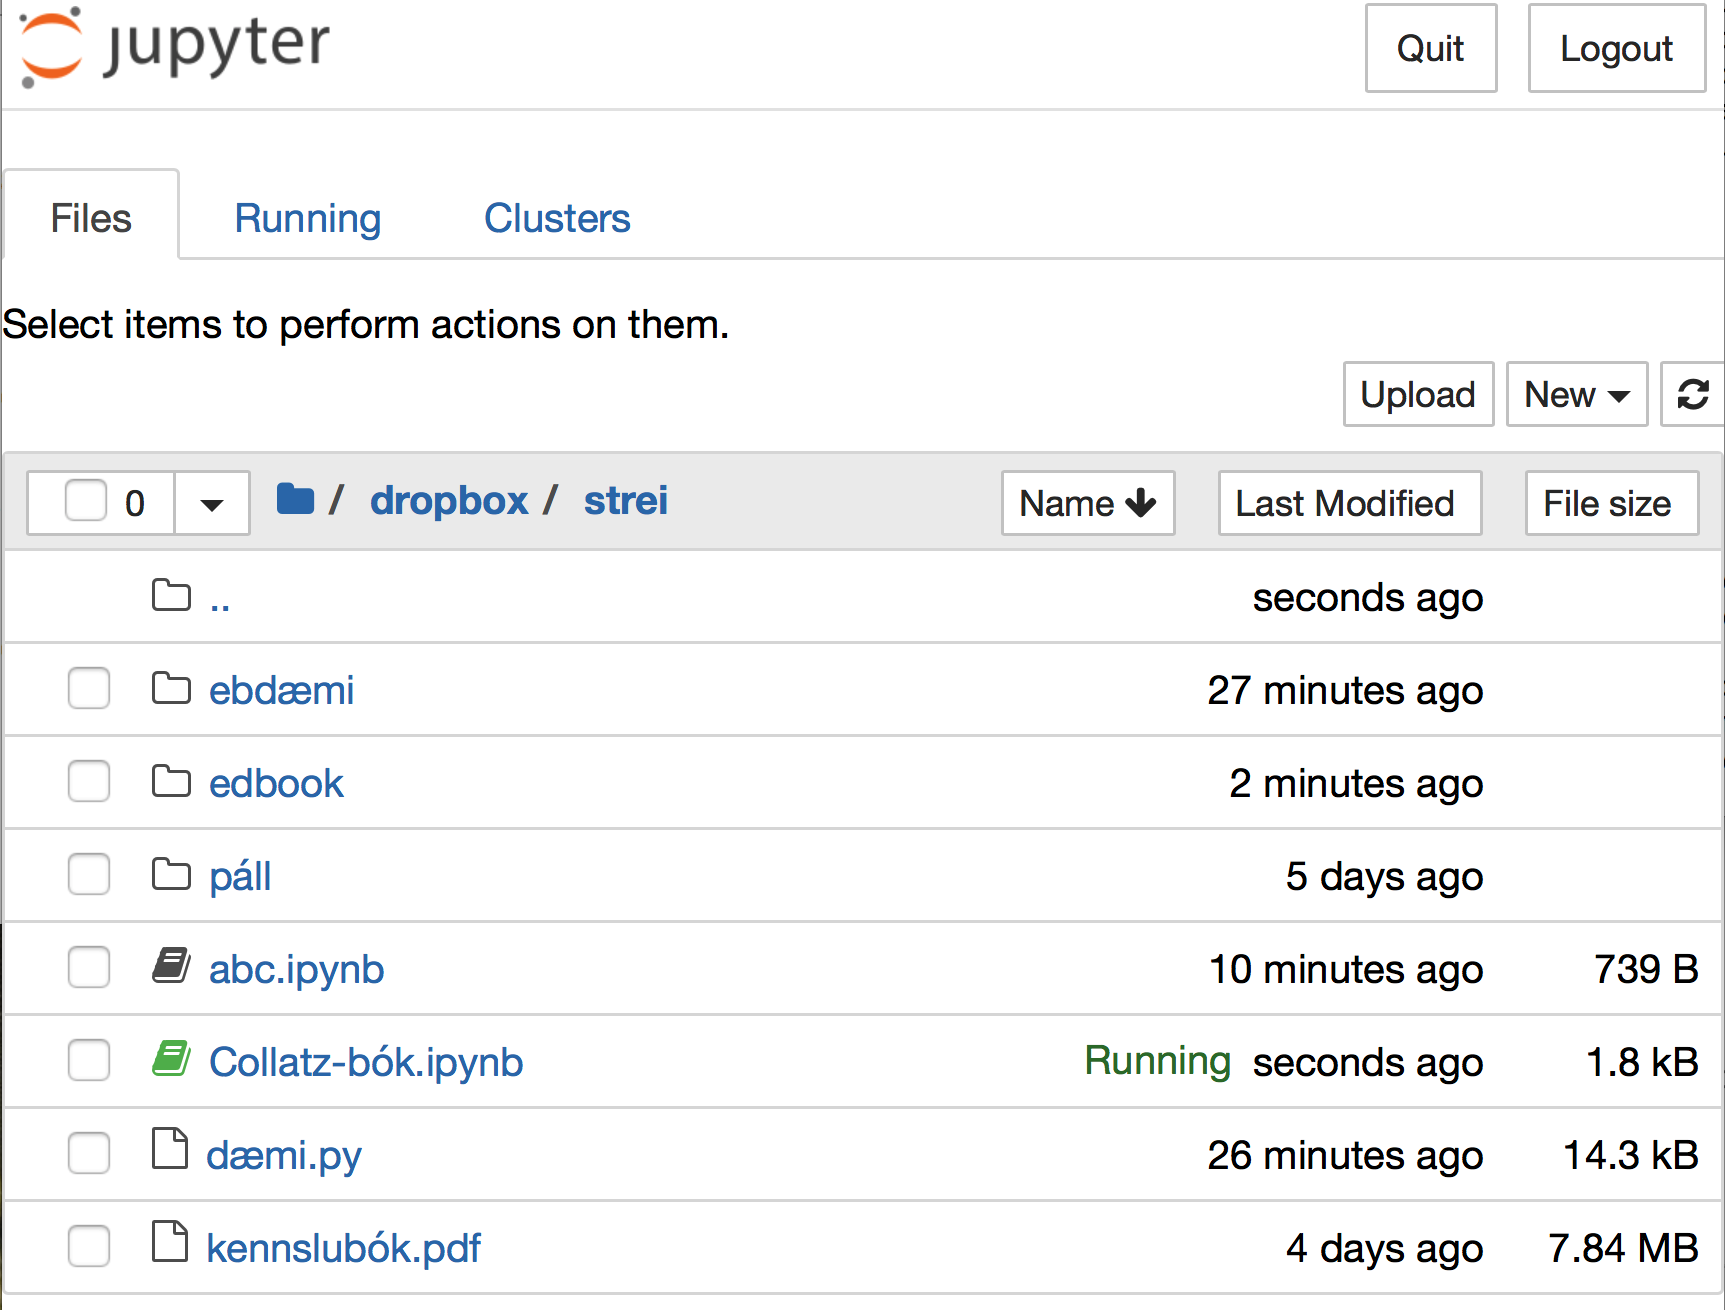 jupyter Quit Logout
Files Running Clusters
Select items to perform actions on them.
Upload New
0 / dropbox / strei Name Last Modified File size
.. seconds ago
ebdæmi 27 minutes ago
edbook 2 minutes ago
páll 5 days ago
abc.ipynb 10 minutes ago 739 B
Collatz-bók.ipynb Running seconds ago 1.8 kB
dæmi.py 26 minutes ago 14.3 kB
kennslubók.pdf 4 days ago 7.84 MB